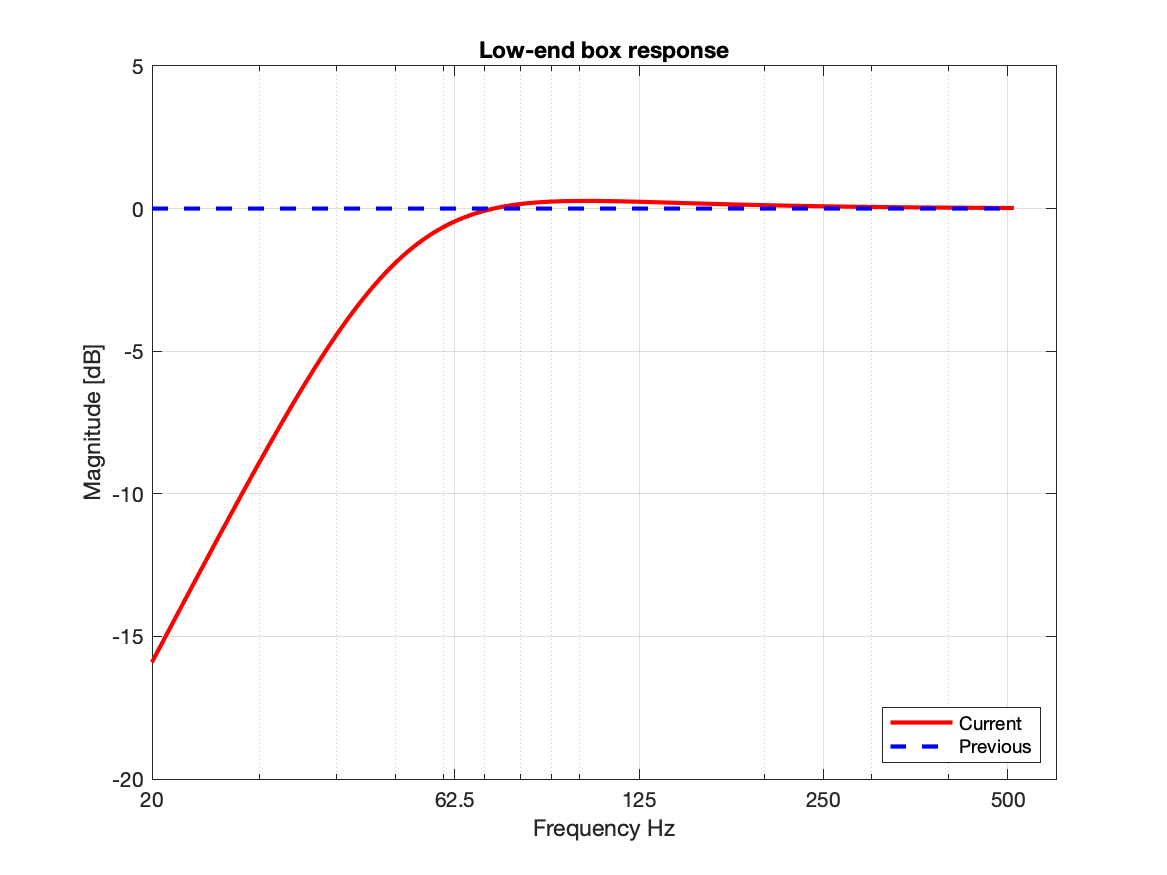 Low-end box response
5
0
-5
-10
-15
-20
Magnitude [dB]
20 62.5 125 250 500
Frequency Hz
Current
Previous